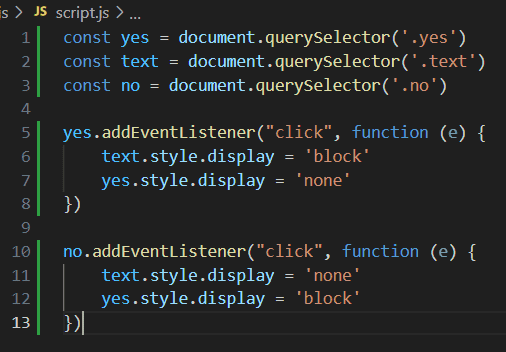 js > JS script.js > ...
1 const yes = document.querySelector('.yes')
2 const text = document.querySelector('.text')
3 const no = document.querySelector('.no')
4
5 yes.addEventListener("click", function (e) {
6     text.style.display = 'block'
7     yes.style.display = 'none'
8 })
9
10 no.addEventListener("click", function (e) {
11     text.style.display = 'none'
12     yes.style.display = 'block'
13 })